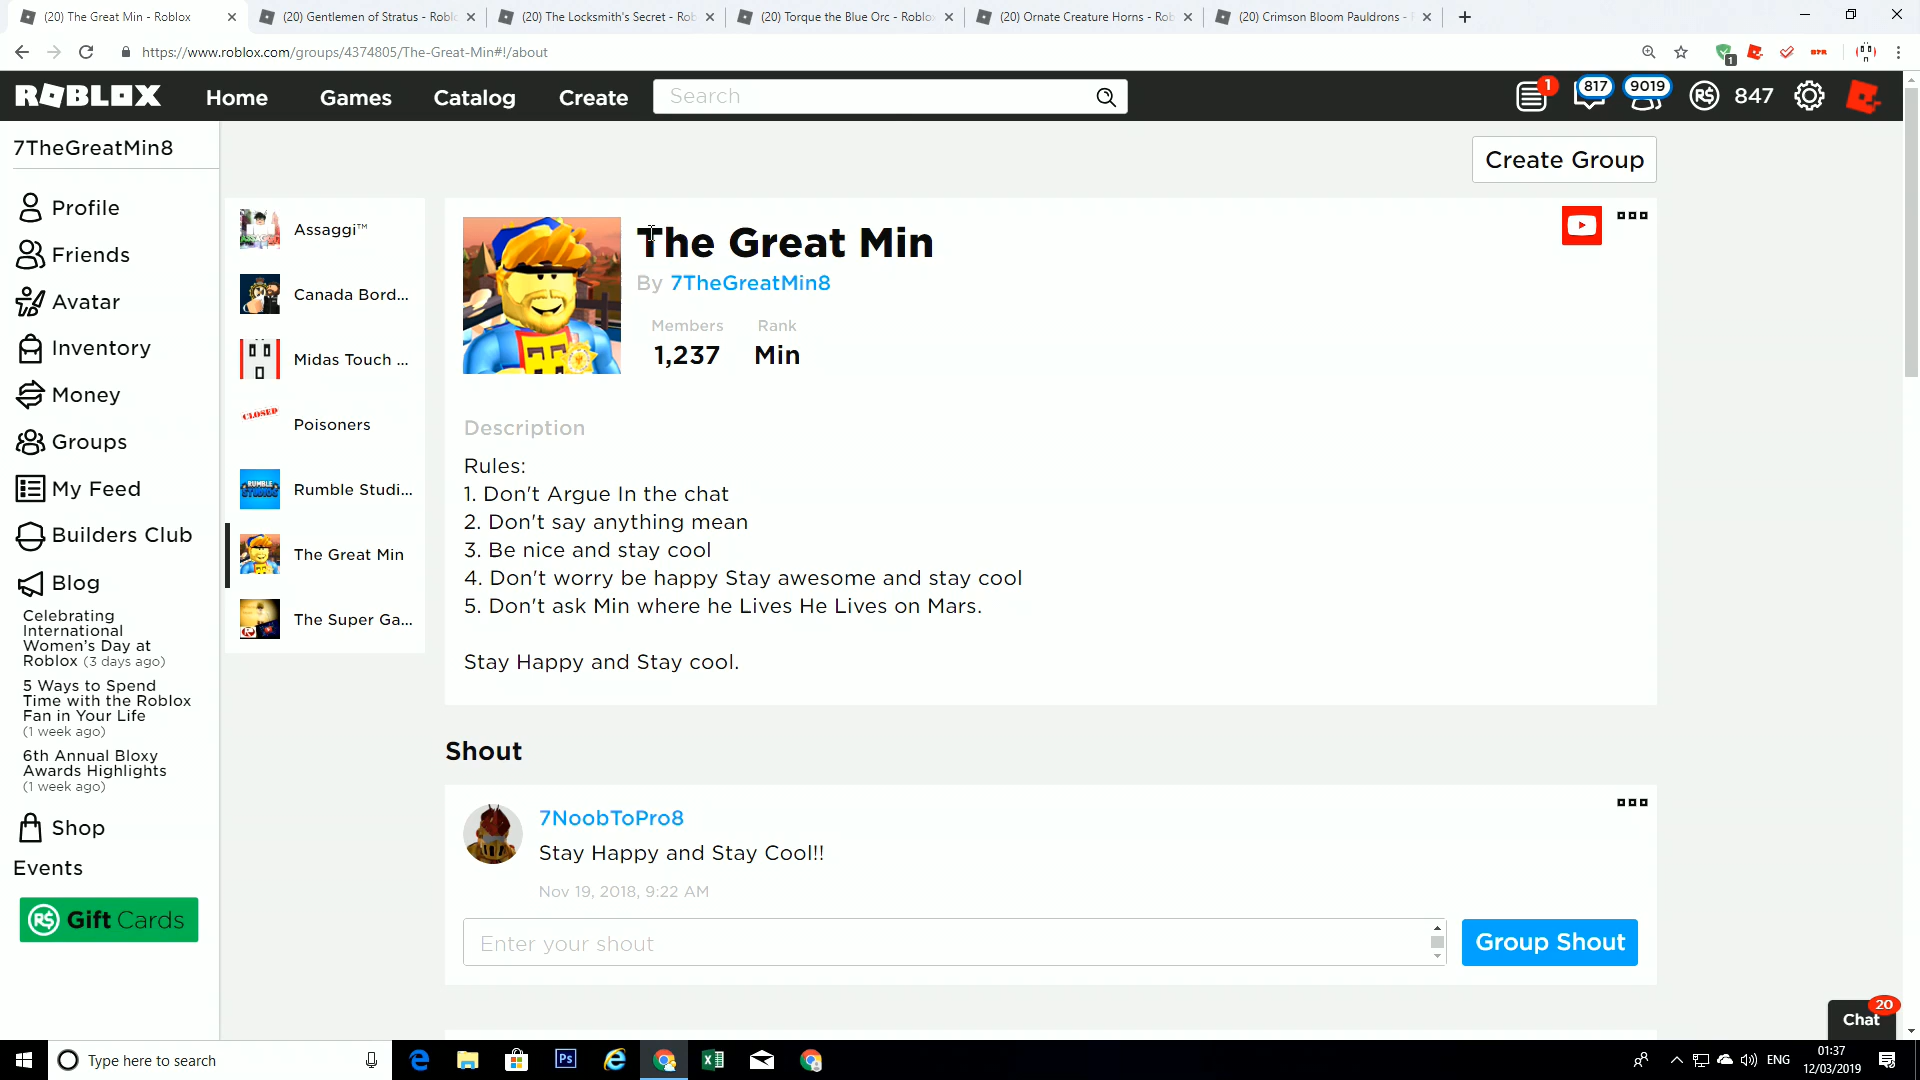 (20) The Great Min - Roblox
(20) Gentlemen of Stratus - Roblo
(20) The Locksmith's Secret - Rob
(20) Torque the Blue Orc - Roblox
(20) Ornate Creature Horns - Rob
(20) Crimson Bloom Pauldrons -
https://www.roblox.com/groups/4374805/The-Great-Min#!/about
1
ROBLOX
Home
Games
Catalog
Create
Search
1
817
9019
R$
847
7TheGreatMin8
Create Group
Profile
Friends
Avatar
Inventory
Money
Groups
My Feed
Builders Club
Blog
Celebrating
International
Women's Day at
Roblox (3 days ago)
5 Ways to Spend
Time with the Roblox
Fan in Your Life
(1 week ago)
6th Annual Bloxy
Awards Highlights
(1 week ago)
Shop
Events
R$ Gift Cards
Assaggi™
Canada Bord...
Midas Touch ...
CLOSED
Poisoners
RUMBLE
STUDIOS
Rumble Studi...
The Great Min
The Super Ga...
The Great Min
By 7TheGreatMin8
Members
Rank
1,237
Min
Description
Rules:
1. Don't Argue In the chat
2. Don't say anything mean
3. Be nice and stay cool
4. Don't worry be happy Stay awesome and stay cool
5. Don't ask Min where he Lives He Lives on Mars.
Stay Happy and Stay cool.
Shout
7NoobToPro8
Stay Happy and Stay Cool!!
Nov 19, 2018, 9:22 AM
Enter your shout
Group Shout
Chat
20
Type here to search
Ps
ENG
01:37
12/03/2019